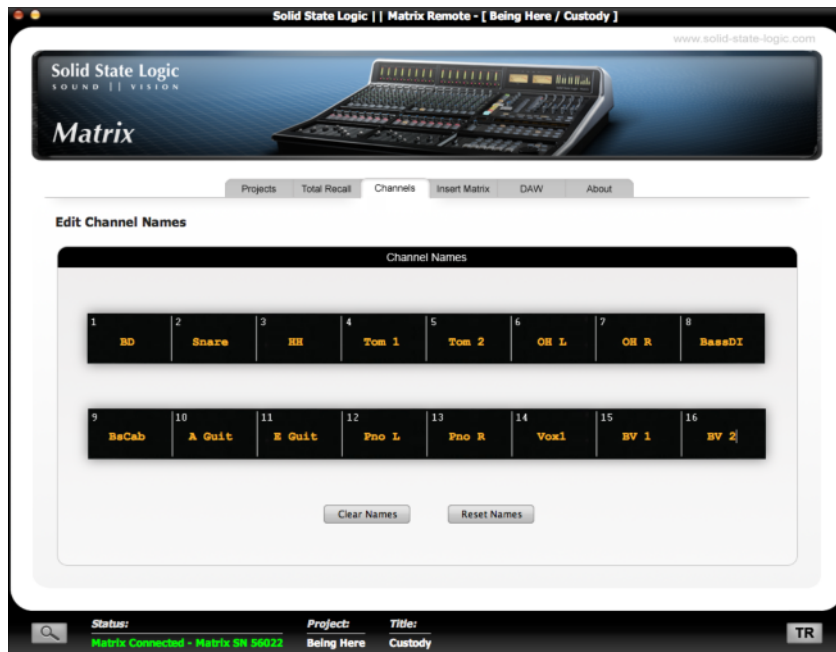 Solid State Logic || Matrix Remote - [ Being Here / Custody ]
www.solid-state-logic.com
Solid State Logic
SOUND || VISION
Matrix
Projects Total Recall Channels Insert Matrix DAW About
Edit Channel Names
Channel Names
1 2 3 4 5 6 7 8
BD Snare HH Tom 1 Tom 2 OH L OH R BassDI
9 10 11 12 13 14 15 16
BsCab A Guit E Guit Pno L Pno R Vox1 BV 1 BV 2
Clear Names Reset Names
Status: Project: Title:
Matrix Connected - Matrix SN 56022 Being Here Custody
TR